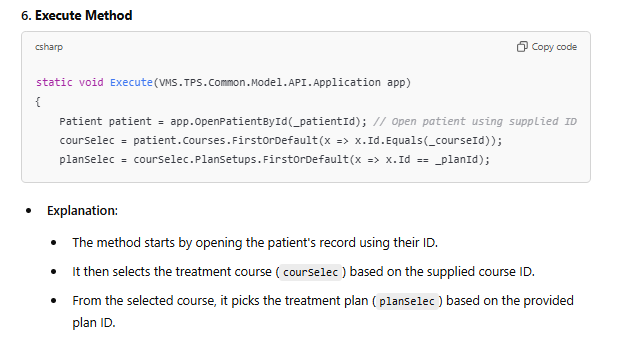 6. Execute Method
csharp
Copy code
static void Execute(VMS.TPS.Common.Model.API.Application app)
{
Patient patient = app.OpenPatientById(_patientId); // Open patient using supplied ID
courSelec = patient.Courses.FirstOrDefault(x => x.Id.Equals(_courseId));
planSelec = courSelec.PlanSetups.FirstOrDefault(x => x.Id == _planId);
• Explanation:
• The method starts by opening the patient's record using their ID.
• It then selects the treatment course ( courSelec ) based on the supplied course ID.
• From the selected course, it picks the treatment plan ( planSelec ) based on the provided
plan ID.